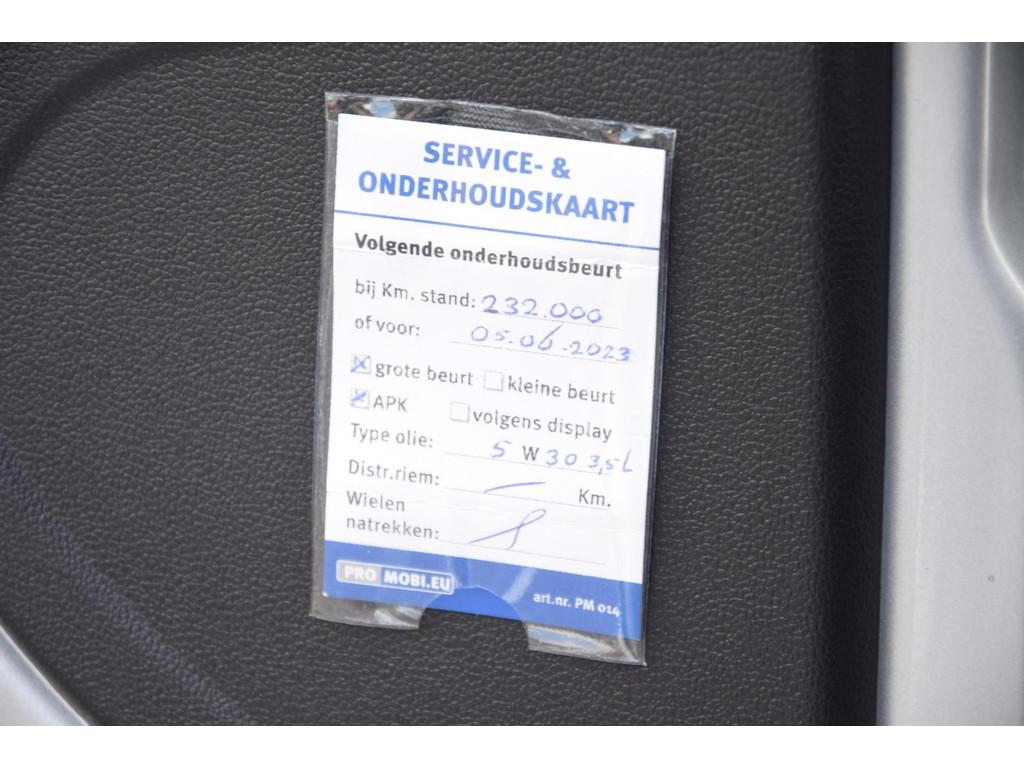 SERVICE- &
ONDERHOUDSKAART
Volgende onderhoudsbeurt
bij Km. stand: 232.000
of voor: 05-06-2023
grote beurt kleine beurt
APK volgens display
Type olie: 5 W 30 3,5L
Distr.riem: — Km.
Wielen
natrekken:
PRO MOBI.EU
art.nr. PM 014